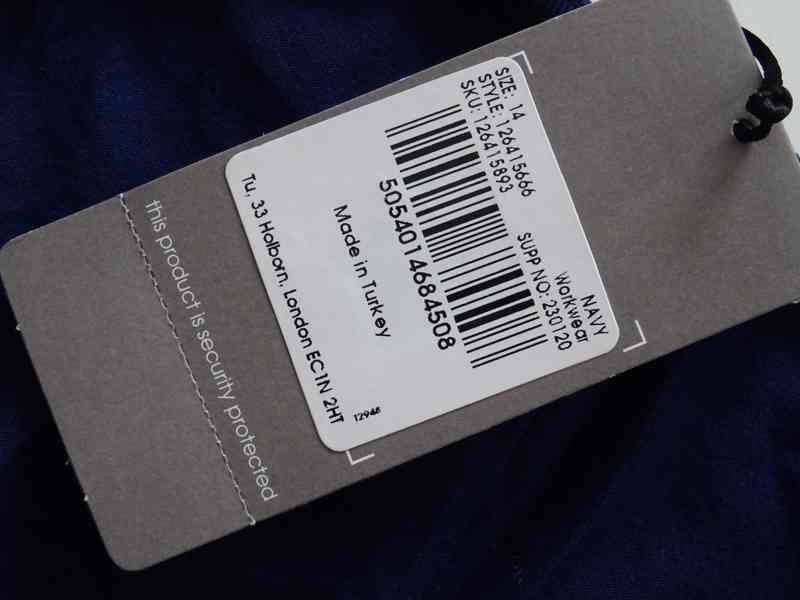 SIZE: 14
STYLE: 126415666
SKU: 126415893
NAVY
Workwear
SUPP NO: 230120
5054014684508
Made in Turkey
Tu, 33 Holborn, London EC1N 2HT
this product is security protected